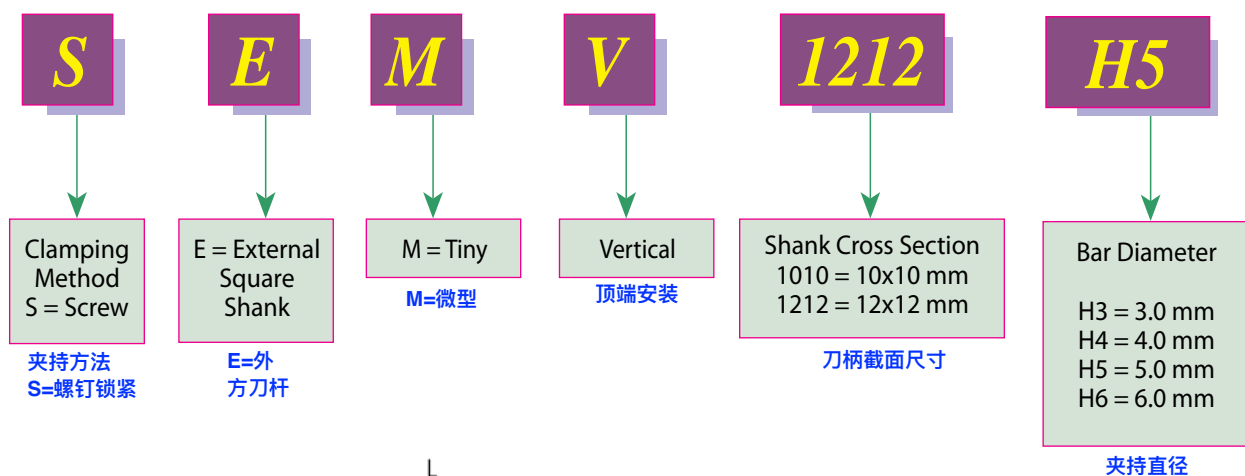 S E M V 1212 H5
Clamping
Method
S = Screw
夹持方法
S=螺钉锁紧
E = External
Square
Shank
E=外
方刀杆
M = Tiny
M=微型
Vertical
顶端安装
Shank Cross Section
1010 = 10x10 mm
1212 = 12x12 mm
刀柄截面尺寸
Bar Diameter
H3 = 3.0 mm
H4 = 4.0 mm
H5 = 5.0 mm
H6 = 6.0 mm
夹持直径
L